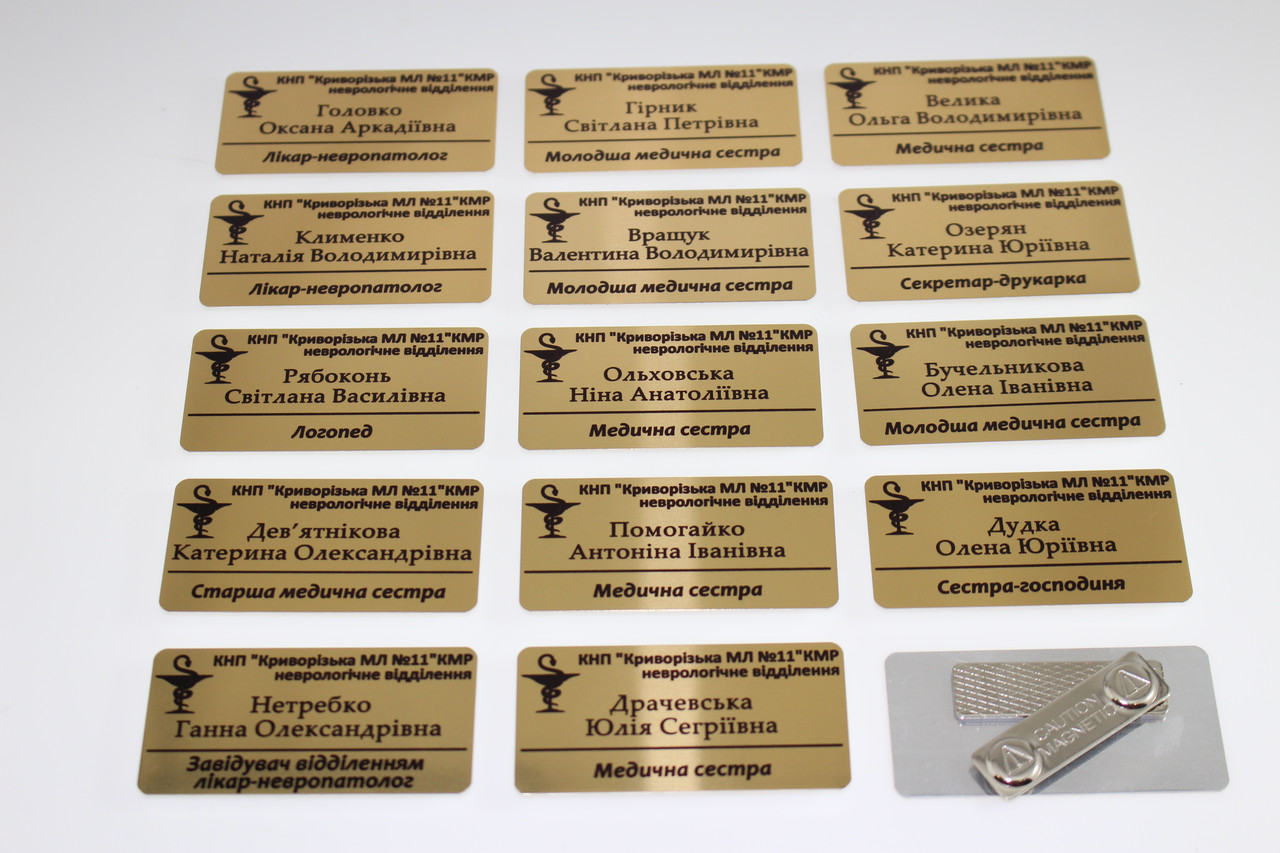 КНП "Криворізька МЛ №11"КМР
неврологічне відділення
Головко
Оксана Аркадіївна
Лікар-невропатолог
КНП "Криворізька МЛ №11"КМР
неврологічне відділення
Гірник
Світлана Петрівна
Молодша медична сестра
КНП "Криворізька МЛ №11"КМР
неврологічне відділення
Велика
Ольга Володимирівна
Медична сестра
КНП "Криворізька МЛ №11"КМР
неврологічне відділення
Клименко
Наталія Володимирівна
Лікар-невропатолог
КНП "Криворізька МЛ №11"КМР
неврологічне відділення
Вращук
Валентина Володимирівна
Молодша медична сестра
КНП "Криворізька МЛ №11"КМР
неврологічне відділення
Озерян
Катерина Юріївна
Секретар-друкарка
КНП "Криворізька МЛ №11"КМР
неврологічне відділення
Рябоконь
Світлана Василівна
Логопед
КНП "Криворізька МЛ №11"КМР
неврологічне відділення
Ольховська
Ніна Анатоліївна
Медична сестра
КНП "Криворізька МЛ №11"КМР
неврологічне відділення
Бучельникова
Олена Іванівна
Молодша медична сестра
КНП "Криворізька МЛ №11"КМР
неврологічне відділення
Дев’ятнікова
Катерина Олександрівна
Старша медична сестра
КНП "Криворізька МЛ №11"КМР
неврологічне відділення
Помогайко
Антоніна Іванівна
Медична сестра
КНП "Криворізька МЛ №11"КМР
неврологічне відділення
Дудка
Олена Юріївна
Сестра-господиня
КНП "Криворізька МЛ №11"КМР
неврологічне відділення
Нетребко
Ганна Олександрівна
Завідувач відділенням
лікар-невропатолог
КНП "Криворізька МЛ №11"КМР
неврологічне відділення
Драчевська
Юлія Сегріївна
Медична сестра
CAUTION
MAGNETIC